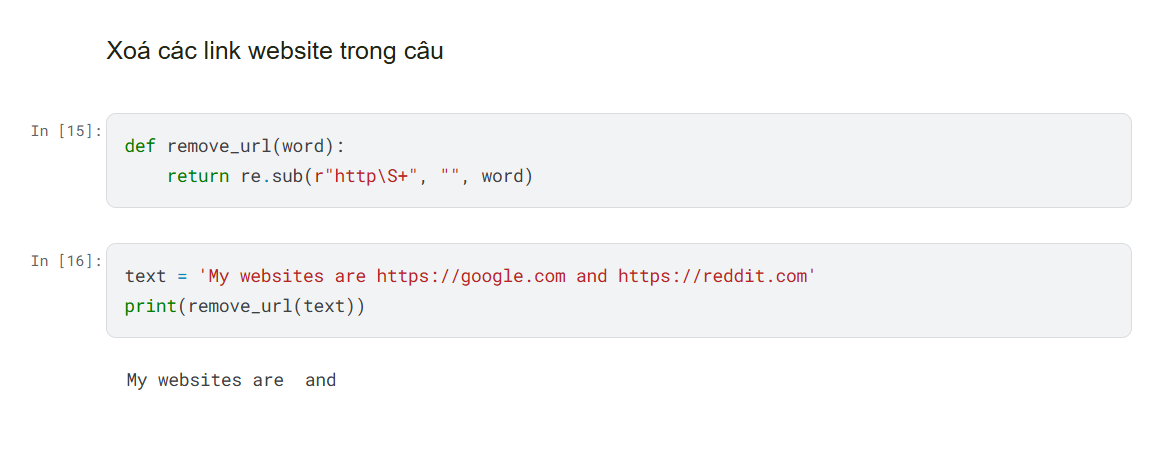 Xoá các link website trong câu
In [15]:
def remove_url(word):
    return re.sub(r"http\S+", "", word)
In [16]:
text = 'My websites are https://google.com and https://reddit.com'
print(remove_url(text))
My websites are  and